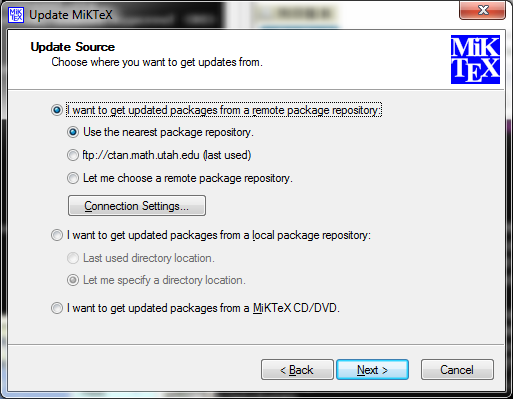 Update MiKTeX
Update Source
Choose where you want to get updates from.
MiK
TEX
I want to get updated packages from a remote package repository:
Use the nearest package repository.
ftp://ctan.math.utah.edu (last used)
Let me choose a remote package repository.
Connection Settings...
I want to get updated packages from a local package repository:
Last used directory location.
Let me specify a directory location.
I want to get updated packages from a MiKTeX CD/DVD.
< Back
Next >
Cancel